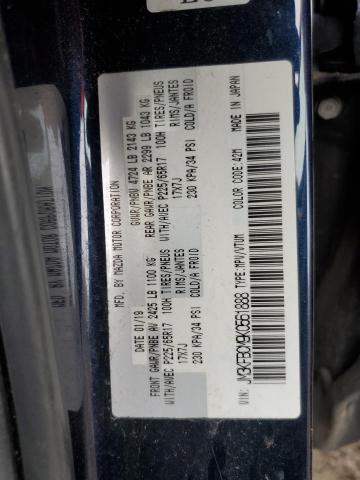 MFD. BY MAZDA MOTOR CORPORATION
DATE 01/19 GVWR/PNBV 4724 LB 2143 KG
FRONT GAWR/PNBE AV 2425 LB 1100 KG REAR GAWR/PNBE AR 2299 LB 1043 KG
WITH/AVEC P225/65R17 100H TIRES/PNEUS WITH/AVEC P225/65R17 100H TIRES/PNEUS
17X7J RIMS/JANTES 17X7J RIMS/JANTES
230 KPA/34 PSI COLD/A FROID 230 KPA/34 PSI COLD/A FROID
VIN: JM3KFBCM9K0561888 TYPE:MPV/VTUM COLOR CODE: 42M MADE IN JAPAN